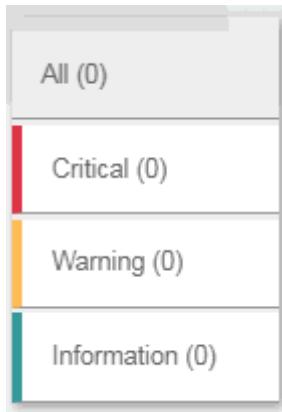 All (0)
Critical (0)
Warning (0)
Information (0)